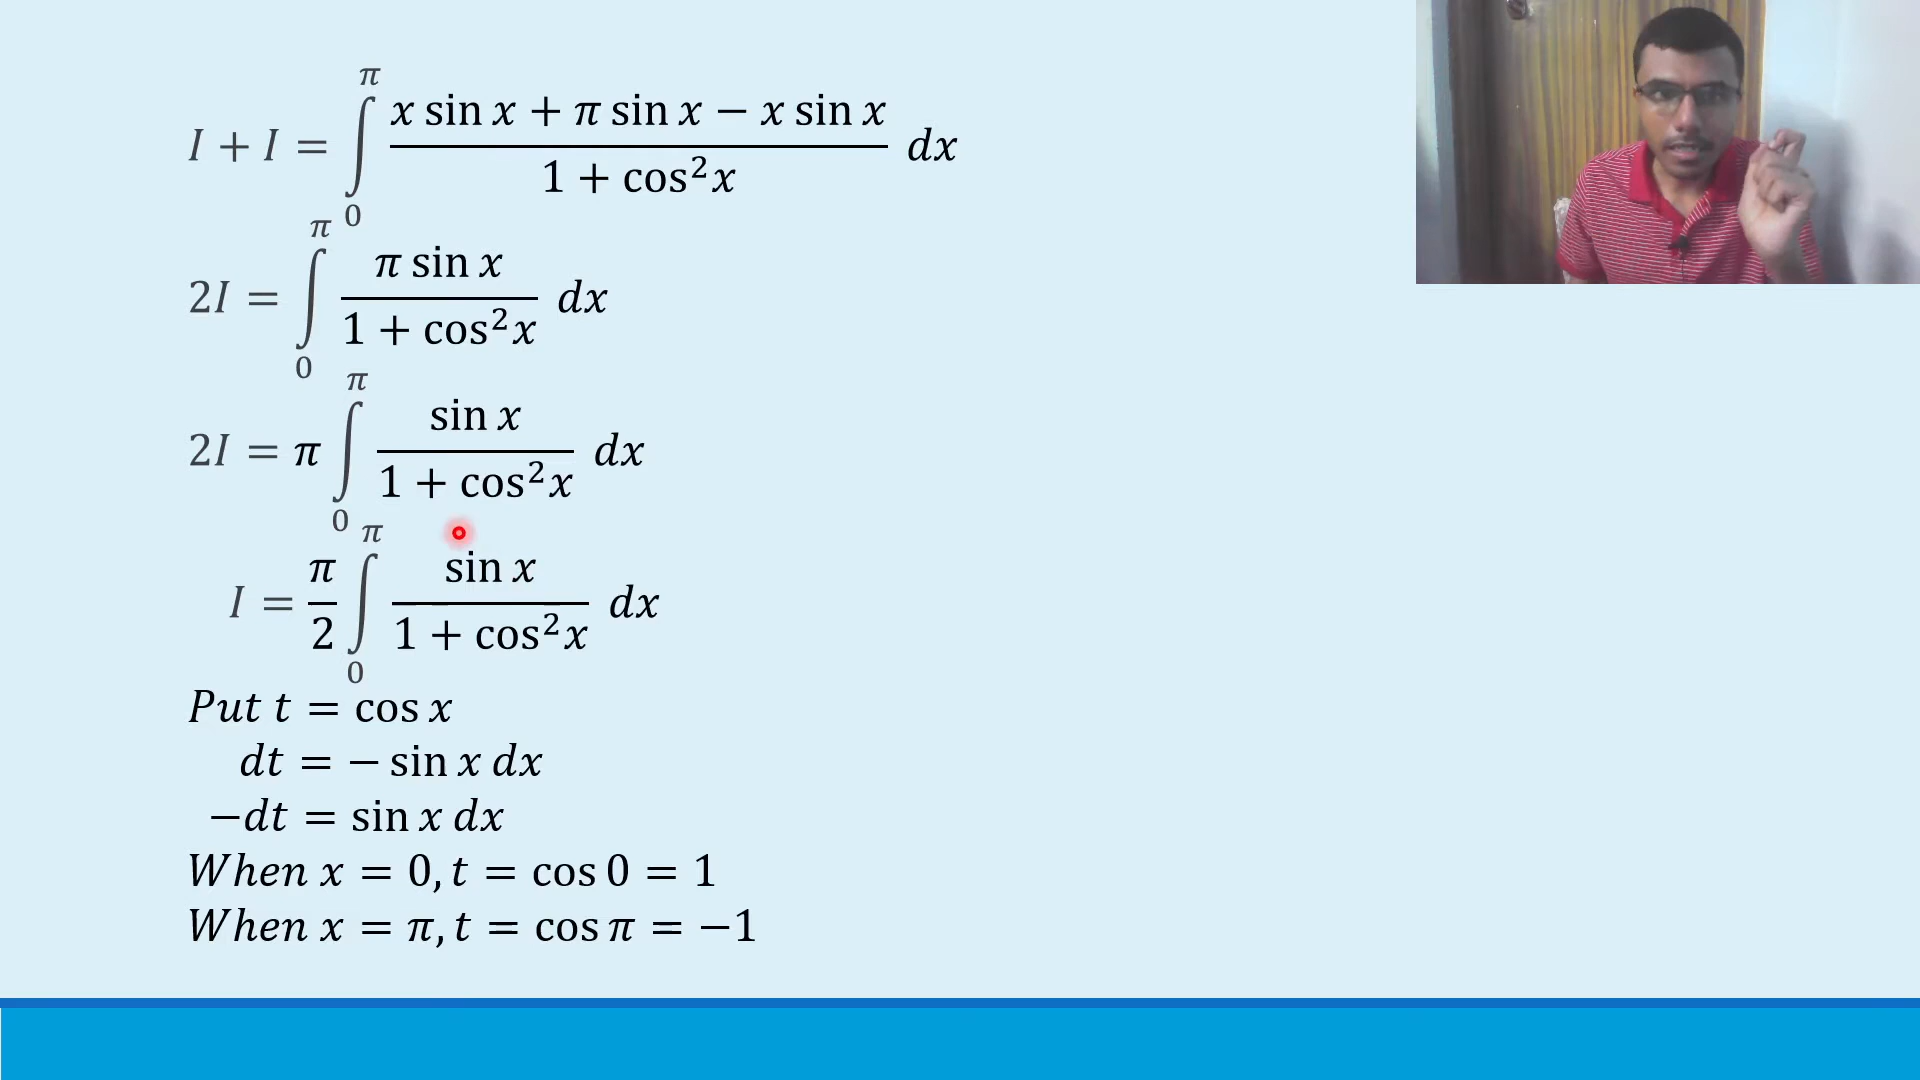 I + I = ∫₀^π (x sin x + π sin x − x sin x)/(1 + cos²x) dx
2I = ∫₀^π (π sin x)/(1 + cos²x) dx
2I = π ∫₀^π (sin x)/(1 + cos²x) dx
I = π/2 ∫₀^π (sin x)/(1 + cos²x) dx
Put t = cos x
dt = − sin x dx
−dt = sin x dx
When x = 0, t = cos 0 = 1
When x = π, t = cos π = −1